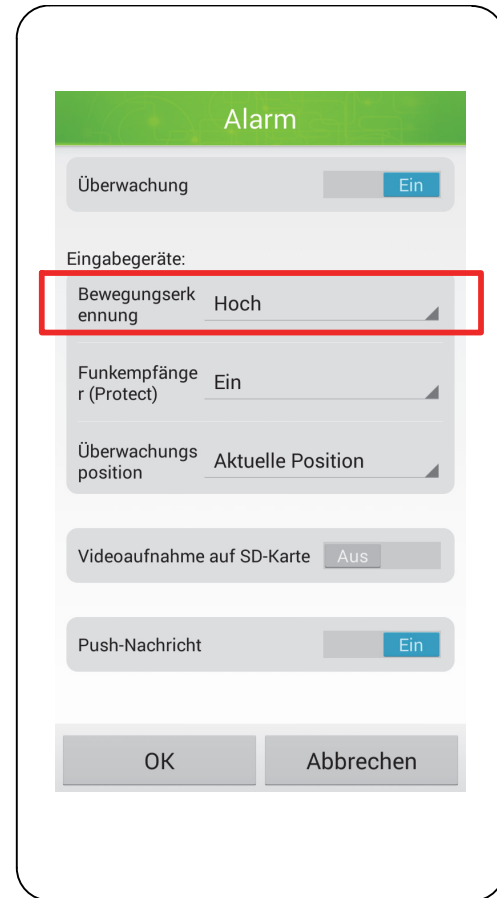 Alarm
Überwachung Ein
Eingabegeräte:
Bewegungserk
ennung Hoch
Funkempfänge
r (Protect) Ein
Überwachungs
position Aktuelle Position
Videoaufnahme auf SD-Karte Aus
Push-Nachricht Ein
OK Abbrechen